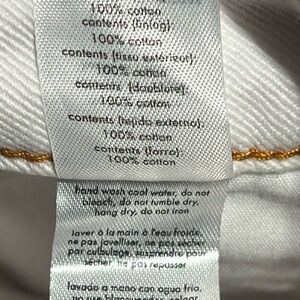 100% cotton
contents (lining):
100% cotton
contents (tissu extérieur):
100% cotton
contents (doublure):
100% cotton
contents (tejido externo):
100% cotton
contents (forro):
100% cotton
hand wash cool water, do not
bleach, do not tumble dry,
hang dry, do not iron
laver à la main à l'eau froide,
ne pas javelliser, ne pas sécher
par culbutage, suspendre pour
sécher, ne pas repasser
lavado a mano con agua fria,
no use blanqueador